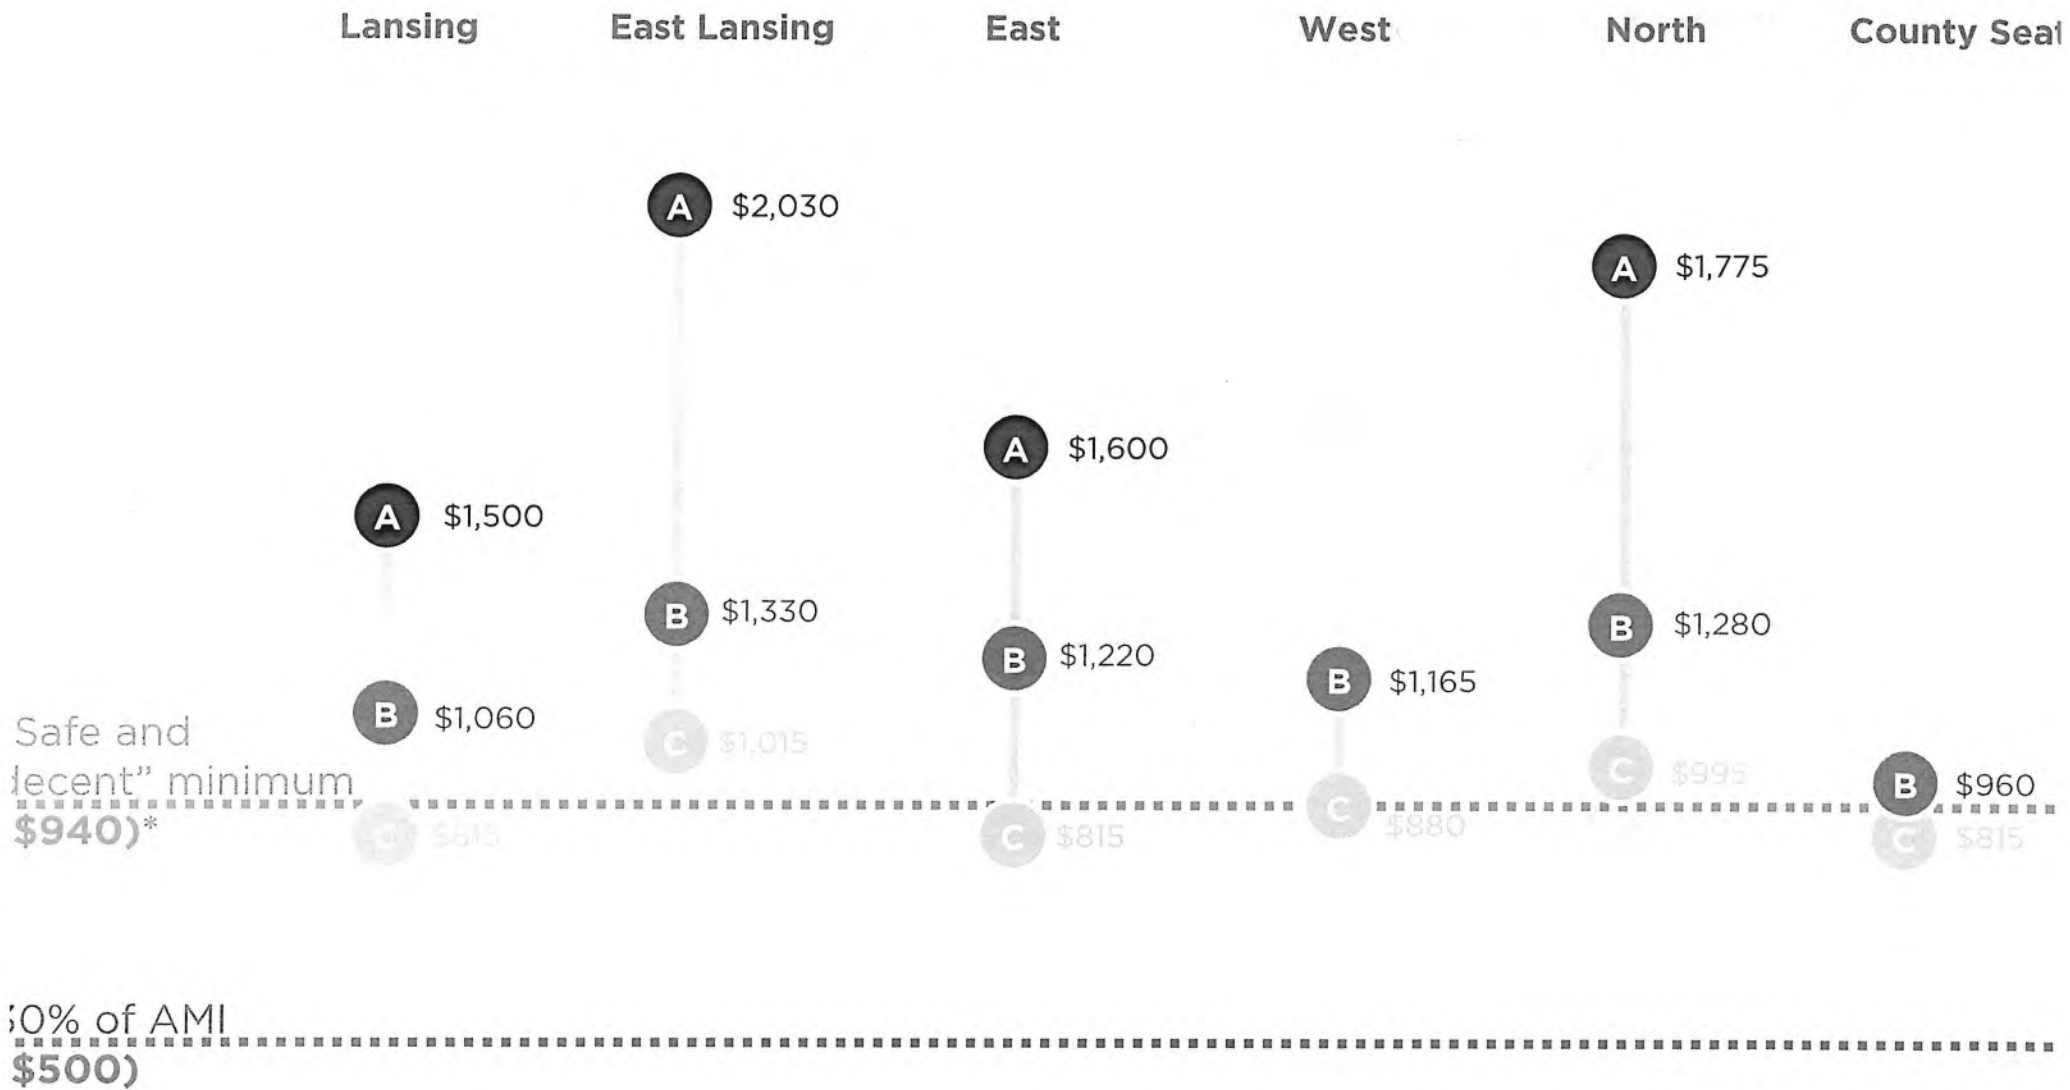 Lansing East Lansing East West North County Seat
A $2,030
A $1,775
A $1,600
A $1,500
B $1,330
B $1,280
B $1,220
B $1,165
Safe and
decent" minimum
$940)*
B $1,060
C $1,015
C $995
B $960
C $815
C $815
C $880
C $815
0% of AMI
$500)